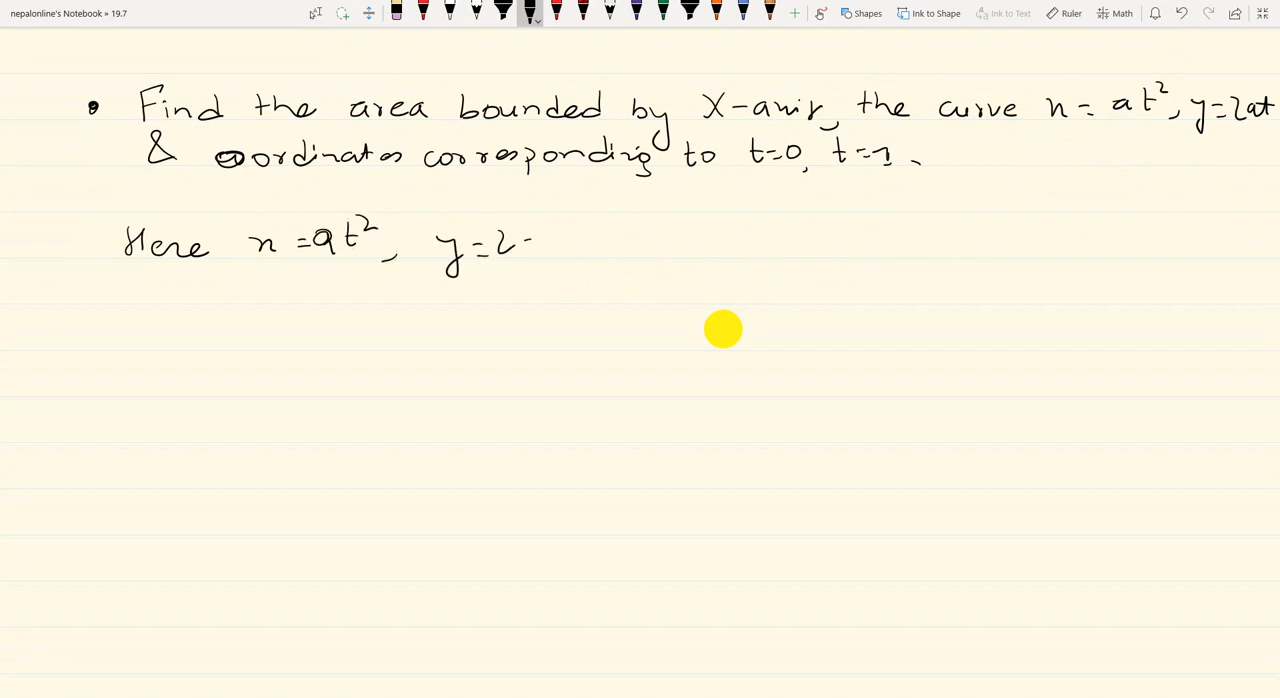 nepalonline's Notebook » 19.7
Shapes Ink to Shape Ink to Text Ruler Math
• Find the area bounded by X-axis, the curve x = at², y=2at
& ordinates corresponding to t=0, t=1.
Here x = at², y=2